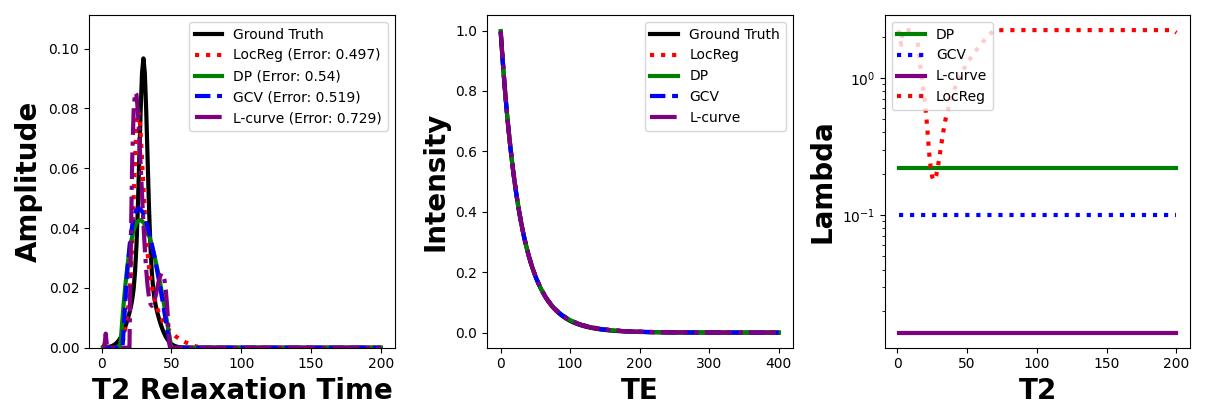 0.10
0.08
0.06
0.04
0.02
0.00
Amplitude
0
50
100
150
200
T2 Relaxation Time
Ground Truth
LocReg (Error: 0.497)
DP (Error: 0.54)
GCV (Error: 0.519)
L-curve (Error: 0.729)
1.0
0.8
0.6
0.4
0.2
0.0
Intensity
0
100
200
300
400
TE
Ground Truth
LocReg
DP
GCV
L-curve
10⁰
10⁻¹
Lambda
0
50
100
150
200
T2
DP
GCV
L-curve
LocReg